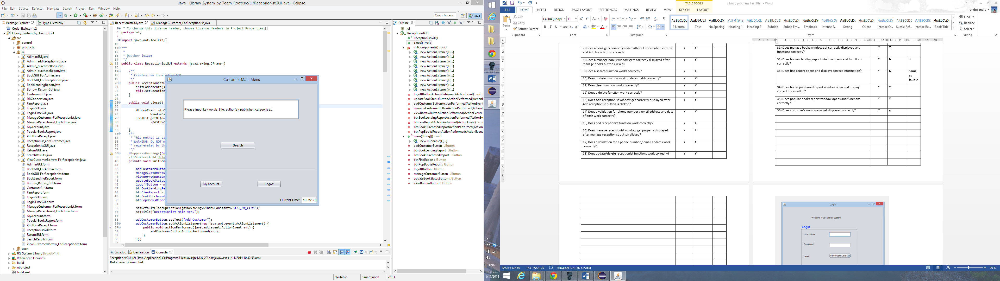 Java - Library_System_by_Team_Root/src/ui/ReceptionistGUI.java - Eclipse
File Edit Source Refactor Navigate Search Project Run Window Help
Quick Access
Java
Package Explorer
Type Hierarchy
Code_Skeleton_v2
Library_System_by_Team_Root
src
control
products
ui
AdiminGUI.java
Admin_addReceptionist.java
Admin_purchaseBook.java
Admin_purchaseReport.java
BookGUI_ForAdmin.java
BookGUI_ForReceptionist.java
BookLendingReport.java
Borrow_Return_GUI.java
CustomerGUI.java
DBConnection.java
FineReport.java
LoginGUI.java
LoginTimeGUI.java
ManageCustomer_ForReceptionist.java
ManageRecepitonist_ForAdmin.java
MyAccount.java
PopularBooksReport.java
PrintFineReceipt.java
Receptionist_addCustomer.java
ReceptionistGUI.java
ReturnGUI.java
SearchResults.java
ViewCustomerBorrow_ForReceptionist.java
AdiminGUI.form
BookGUI_ForAdmin.form
BookGUI_ForReceptionist.form
BookLendingReport.form
Borrow_Return_GUI.form
CustomerGUI.form
FineReport.form
LoginGUI.form
LoginTimeGUI.form
ManageCustomer_ForReceptionist.form
ManageRecepitonist_ForAdmin.form
MyAccount.form
PopularBooksReport.form
PrintFineReceipt.form
ReceptionistGUI.form
ReturnGUI.form
SearchResults.form
ViewCustomerBorrow_ForReceptionist.form
user
JRE System Library [JavaSE-1.7]
Referenced Libraries
build
nbproject
build.xml
ReceptionistGUI.java
ManageCustomer_ForReceptionist.java
2 * To change this license header, choose License Headers in Project Properties.
6 package ui;
7
8 import java.awt.Toolkit;
10
11 /**
12 *
13 * @author leiz03
14 */
15 public class ReceptionistGUI extends javax.swing.JFrame {
16
17 /**
18 * Creates new form AdiminGUI
19 */
20 public ReceptionistG
21 initComponents()
22 this.setLocation
23 }
24
25 public void close()
26
27 WindowEvent winC
28 WindowEv
29 Toolkit.getDefau
30 .postEve
31
32 }
33 /**
34 * This method is ca
35 * WARNING: Do NOT m
36 * regenerated by th
37 */
38 @SuppressWarnings("u
39 // <editor-fold defa
40 private void initCom
41
42 addCustomerButto
43 manageCustomerBu
44 viewBorrowButton
45 updateBookStatus
46 logoffButton = n
47 btnBookLendingRe
48 btnFineReport =
49 btnBookPurchased
50 btnPopBooksRepor
51
52 setDefaultCloseOperation(javax.swing.WindowConstants.EXIT_ON_CLOSE);
53 setTitle("Receptionist Main Menu");
54
55 addCustomerButton.setText("Add Customer");
56 addCustomerButton.addActionListener(new java.awt.event.ActionListener() {
57 public void actionPerformed(java.awt.event.ActionEvent evt) {
58 addCustomerButtonActionPerformed(evt);
59 }
60 });
Customer Main Menu
Please input key words: title, author(s), publisher, categories...
Search
My Account
Logoff
Current Time: 10:35:39
Javadoc
Declaration
Console
ReceptionistGUI (2) [Java Application] C:\Program Files\Java\jre1.8.0_20\bin\javaw.exe (1/11/2014 10:32:53 am)
Database connected
Writable
Smart Insert
26 : 1
Outline
ui
ReceptionistGUI
ReceptionistGUI()
close() : void
initComponents() : void
new ActionListener() {...}
new ActionListener() {...}
new ActionListener() {...}
new ActionListener() {...}
new ActionListener() {...}
new ActionListener() {...}
new ActionListener() {...}
new ActionListener() {...}
new ActionListener() {...}
logoffButtonActionPerformed(ActionEvent) : void
updateBookStatusButtonActionPerformed(ActionE
addCustomerButtonActionPerformed(ActionEvent
manageCustomerButtonActionPerformed(ActionEv
viewBorrowButtonActionPerformed(ActionEvent) :
btnBookLendingReportActionPerformed(ActionEv
btnFineReportActionPerformed(ActionEvent) : voi
btnBookPurchasedReportActionPerformed(Action
btnPopBooksReportActionPerformed(ActionEvent)
main(String[]) : void
new Runnable() {...}
addCustomerButton : JButton
btnBookLendingReport : JButton
btnBookPurchasedReport : JButton
btnFineReport : JButton
btnPopBooksReport : JButton
logoffButton : JButton
manageCustomerButton : JButton
updateBookStatusButton : JButton
viewBorrowButton : JButton
ENG
10:35 a.m.
1/11/2014
TABLE TOOLS
Library program Test Plan - Word
FILE HOME INSERT DESIGN PAGE LAYOUT REFERENCES MAILINGS REVIEW VIEW DESIGN LAYOUT
andre andre
Paste
Cut
Copy
Format Painter
Clipboard
Calibri (Body) 11
Font
Paragraph
¶ Normal Title No Spacing Heading 1 Heading 2 Subtitle Subtle Em... Emphasis Intense E... Strong Quote Intense Q... Subtle Ref... Intense Re... Book Title
Styles
Find
Replace
Select
Editing
7) Does a book gets correctly added after all information entered and Add book button clicked? Y Y
8) Does a manage books window gets correctly displayed after manage books button clicked? Y Y
9) Does a search function works correctly? Y Y
10) Does update function work updates fields correctly? Y Y
11) Does clear function works correctly? Y Y
12) Does a delete function work correctly? Y Y
13) Does Add receptionist window get correctly displayed after Add receptionist button is clicked? Y Y
14) Does a validation for phone number / email address and date of birth work correctly? Y Y
15) Does add receptionist function work correctly? Y Y
16) Does manage receptionist window get properly displayed after manage receptionist button clicked? Y Y
17) Does a validation for a phone number / email address work correctly? Y Y
18) Does update/delete receptionist functions work correctly? Y Y
31) Does manage books window get correctly displayed and functions correctly? Y Y
32) Does borrow lending report window opens and functions correctly? Y N 3
33) Does fine report opens and displays correct information? Y N Same as fault 2
34) Does books purchased report window open and display correct information? Y Y
35) Does popular books report window opens and functions correctly? Y Y
36) Does customer's main menu get displayed correctly? Y y
Login
Welcome to use Library System!
Login
User Name
Password
Level
Select User Level
PAGE 8 OF 35
1431 WORDS
ENGLISH (UNITED STATES)
90 %
10:35 a.m.
1/11/2014